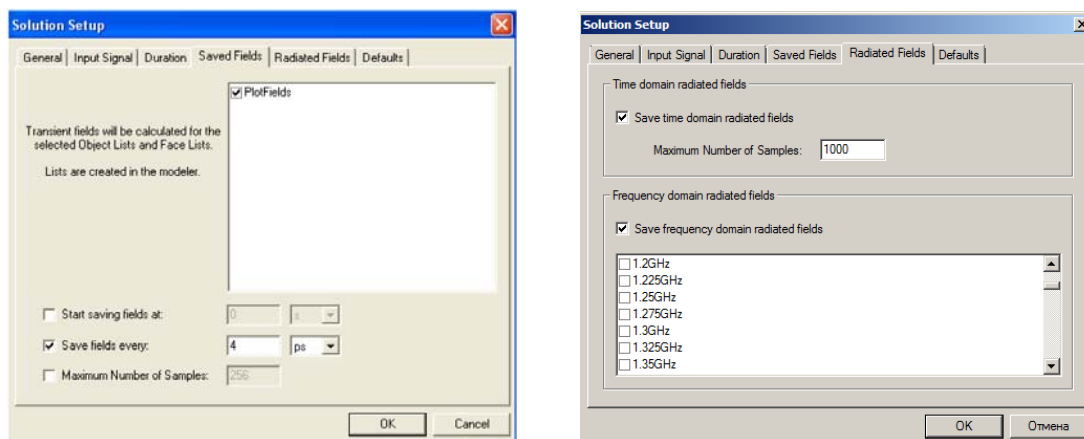 Solution Setup
General
Input Signal
Duration
Saved Fields
Radiated Fields
Defaults
PlotFields
Transient fields will be calculated for the
selected Object Lists and Face Lists.
Lists are created in the modeler.
Start saving fields at:
0
s
Save fields every:
4
ps
Maximum Number of Samples:
256
OK
Cancel
Solution Setup
General
Input Signal
Duration
Saved Fields
Radiated Fields
Defaults
Time domain radiated fields
Save time domain radiated fields
Maximum Number of Samples:
1000
Frequency domain radiated fields
Save frequency domain radiated fields
1.2GHz
1.225GHz
1.25GHz
1.275GHz
1.3GHz
1.325GHz
1.35GHz
OK
Отмена